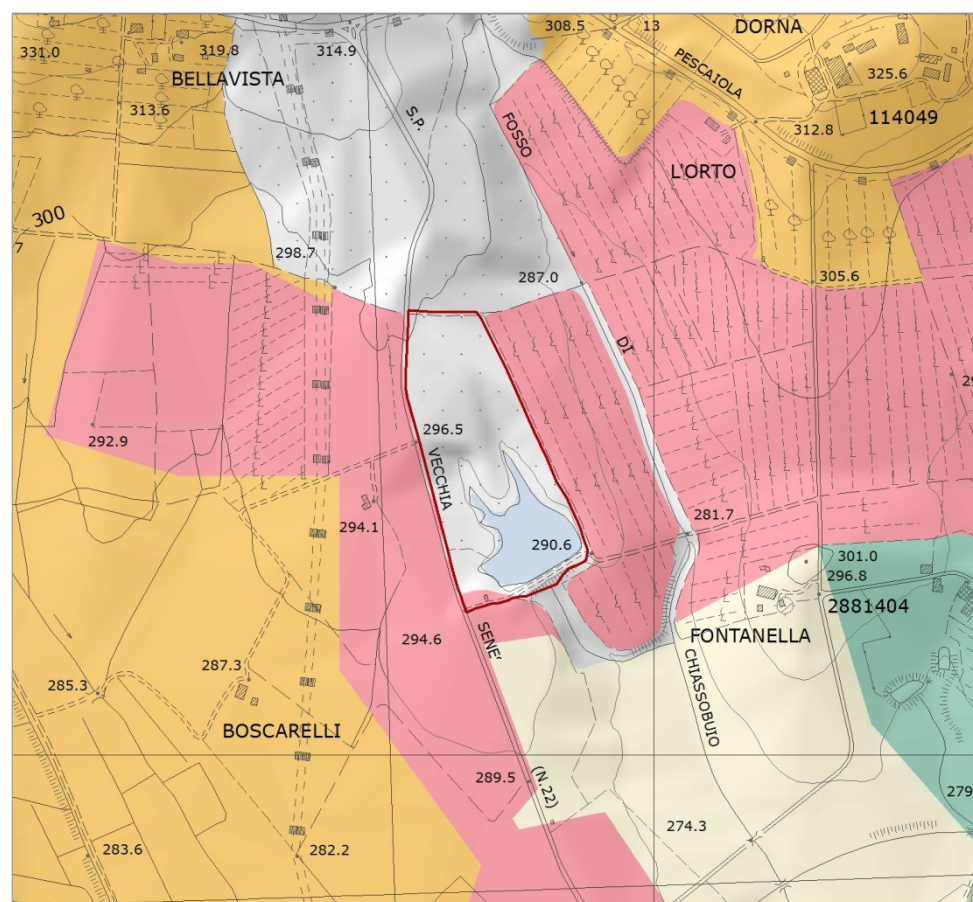 308.5
13
DORNA
331.0
319.8
314.9
BELLAVISTA
PESCAIOLA
325.6
313.6
S.P.
FOSSO
312.8
114049
L'ORTO
300
7
298.7
287.0
305.6
DI
29
292.9
296.5
VECCHIA
294.1
281.7
290.6
301.0
296.8
2881404
294.6
SENE'
FONTANELLA
287.3
285.3
CHIASSOBUIO
BOSCARELLI
289.5
(N.22)
279
274.3
283.6
282.2